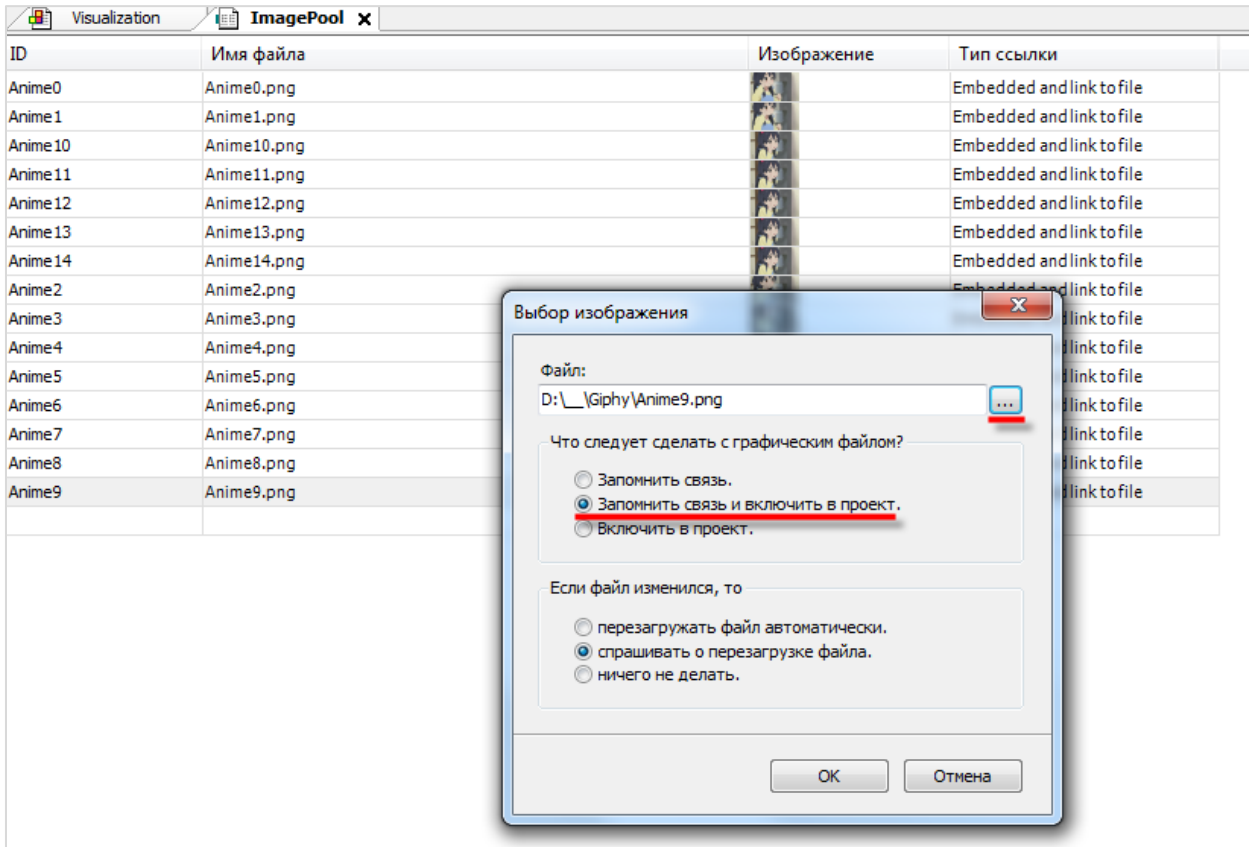 Visualization ImagePool X
ID Имя файла Изображение Тип ссылки
Anime0 Anime0.png Embedded and link to file
Anime1 Anime1.png Embedded and link to file
Anime10 Anime10.png Embedded and link to file
Anime11 Anime11.png Embedded and link to file
Anime12 Anime12.png Embedded and link to file
Anime13 Anime13.png Embedded and link to file
Anime14 Anime14.png Embedded and link to file
Anime2 Anime2.png Embedded and link to file
Anime3 Anime3.png link to file
Anime4 Anime4.png link to file
Anime5 Anime5.png link to file
Anime6 Anime6.png link to file
Anime7 Anime7.png link to file
Anime8 Anime8.png link to file
Anime9 Anime9.png link to file
Выбор изображения
Файл:
D:\__\Giphy\Anime9.png ...
Что следует сделать с графическим файлом?
Запомнить связь.
Запомнить связь и включить в проект.
Включить в проект.
Если файл изменился, то
перезагружать файл автоматически.
спрашивать о перезагрузке файла.
ничего не делать.
OK Отмена